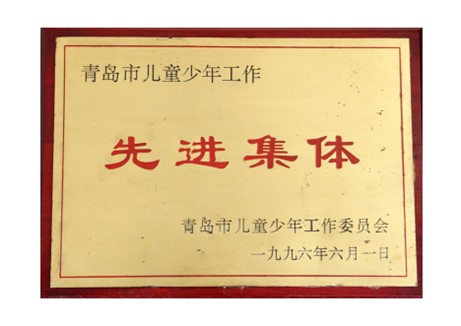 青岛市儿童少年工作
先进集体
青岛市儿童少年工作委员会
一九九六年六月一日